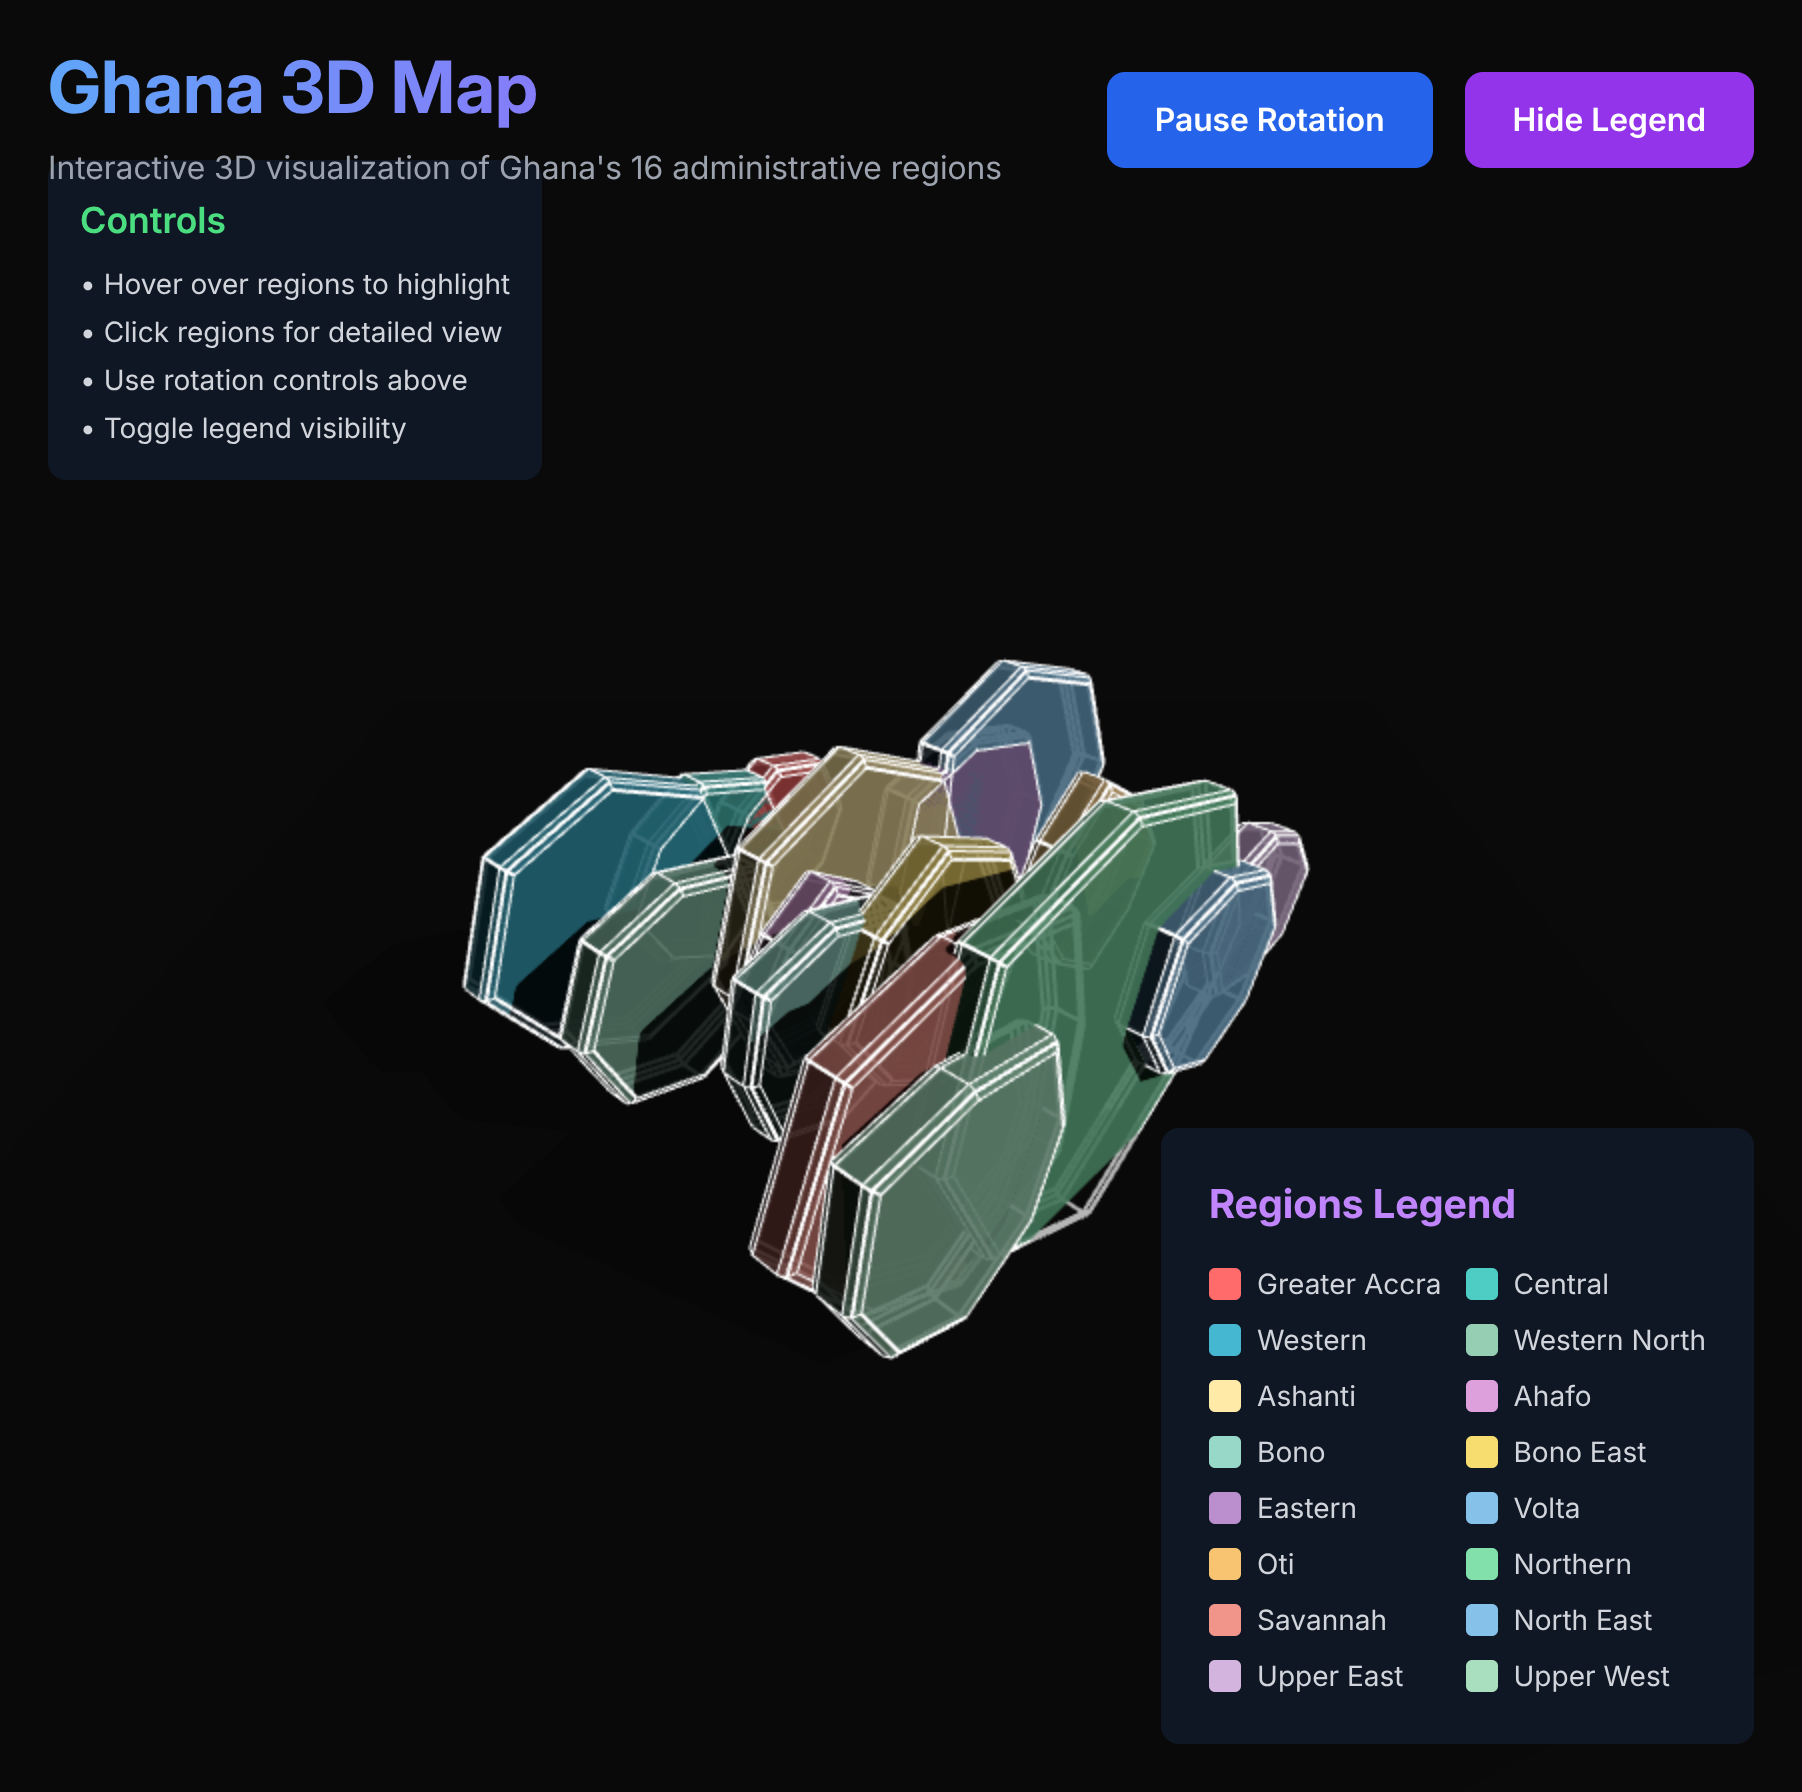 Ghana 3D Map
Interactive 3D visualization of Ghana's 16 administrative regions
Pause Rotation
Hide Legend
Controls
• Hover over regions to highlight
• Click regions for detailed view
• Use rotation controls above
• Toggle legend visibility
Regions Legend
Greater Accra
Central
Western
Western North
Ashanti
Ahafo
Bono
Bono East
Eastern
Volta
Oti
Northern
Savannah
North East
Upper East
Upper West